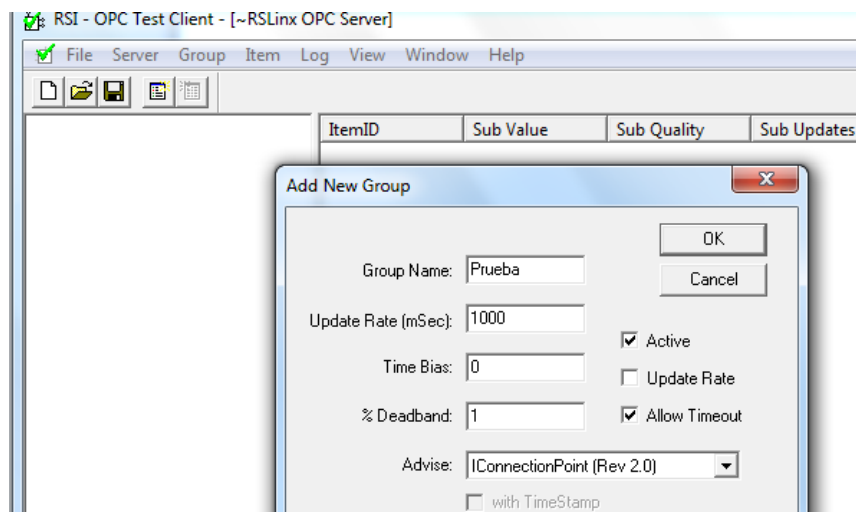 RSI - OPC Test Client - [~RSLinx OPC Server]
File Server Group Item Log View Window Help
ItemID Sub Value Sub Quality Sub Updates
Add New Group
OK
Group Name: Prueba
Cancel
Update Rate (mSec): 1000
Active
Time Bias: 0
Update Rate
% Deadband: 1
Allow Timeout
Advise: IConnectionPoint (Rev 2.0)
with TimeStamp